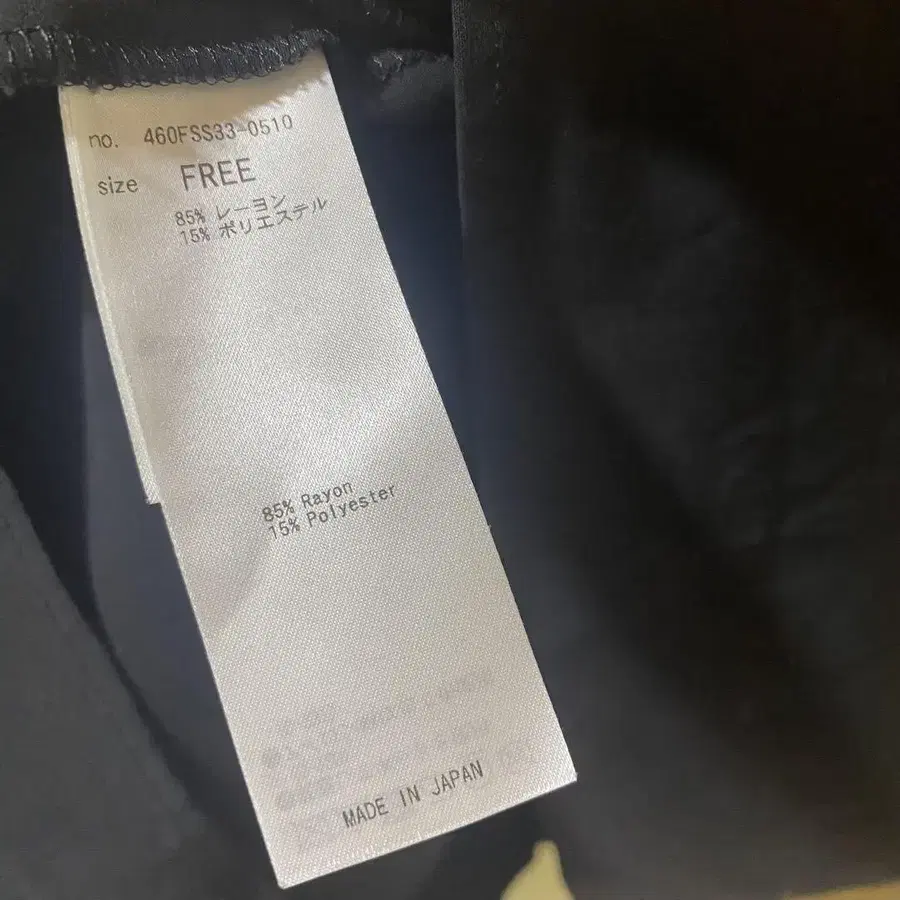 no. 460FSS33-0510
size FREE
85% レーヨン
15% ポリエステル
85% Rayon
15% Polyester
MADE IN JAPAN